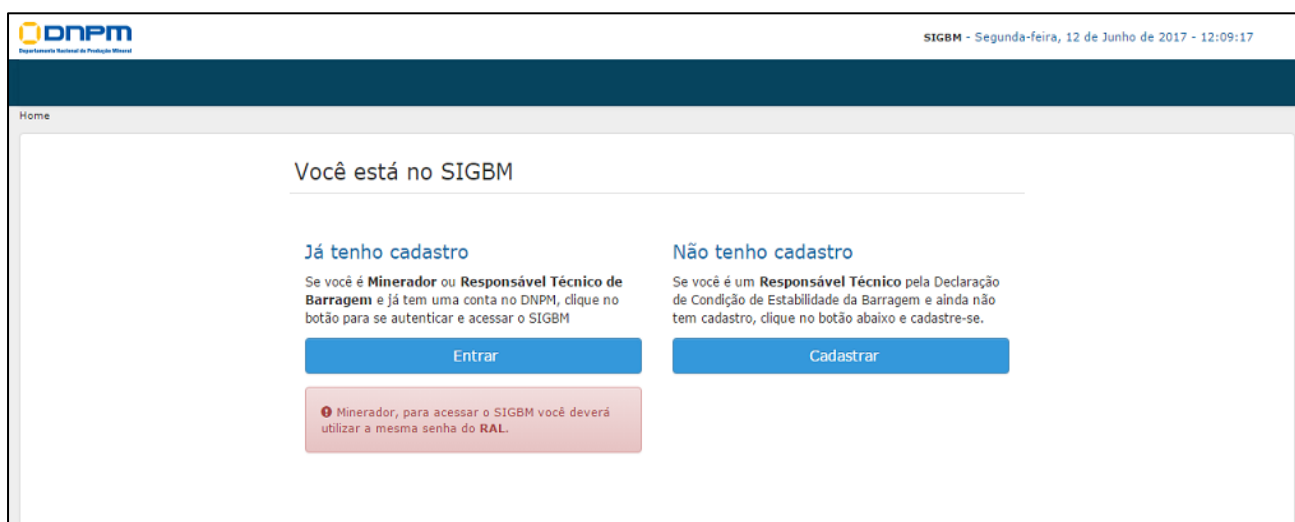 DNPM
Departamento Nacional de Produção Mineral
SIGBM - Segunda-feira, 12 de Junho de 2017 - 12:09:17
Home
Você está no SIGBM
Já tenho cadastro
Se você é Minerador ou Responsável Técnico de
Barragem e já tem uma conta no DNPM, clique no
botão para se autenticar e acessar o SIGBM
Entrar
Minerador, para acessar o SIGBM você deverá
utilizar a mesma senha do RAL.
Não tenho cadastro
Se você é um Responsável Técnico pela Declaração
de Condição de Estabilidade da Barragem e ainda não
tem cadastro, clique no botão abaixo e cadastre-se.
Cadastrar